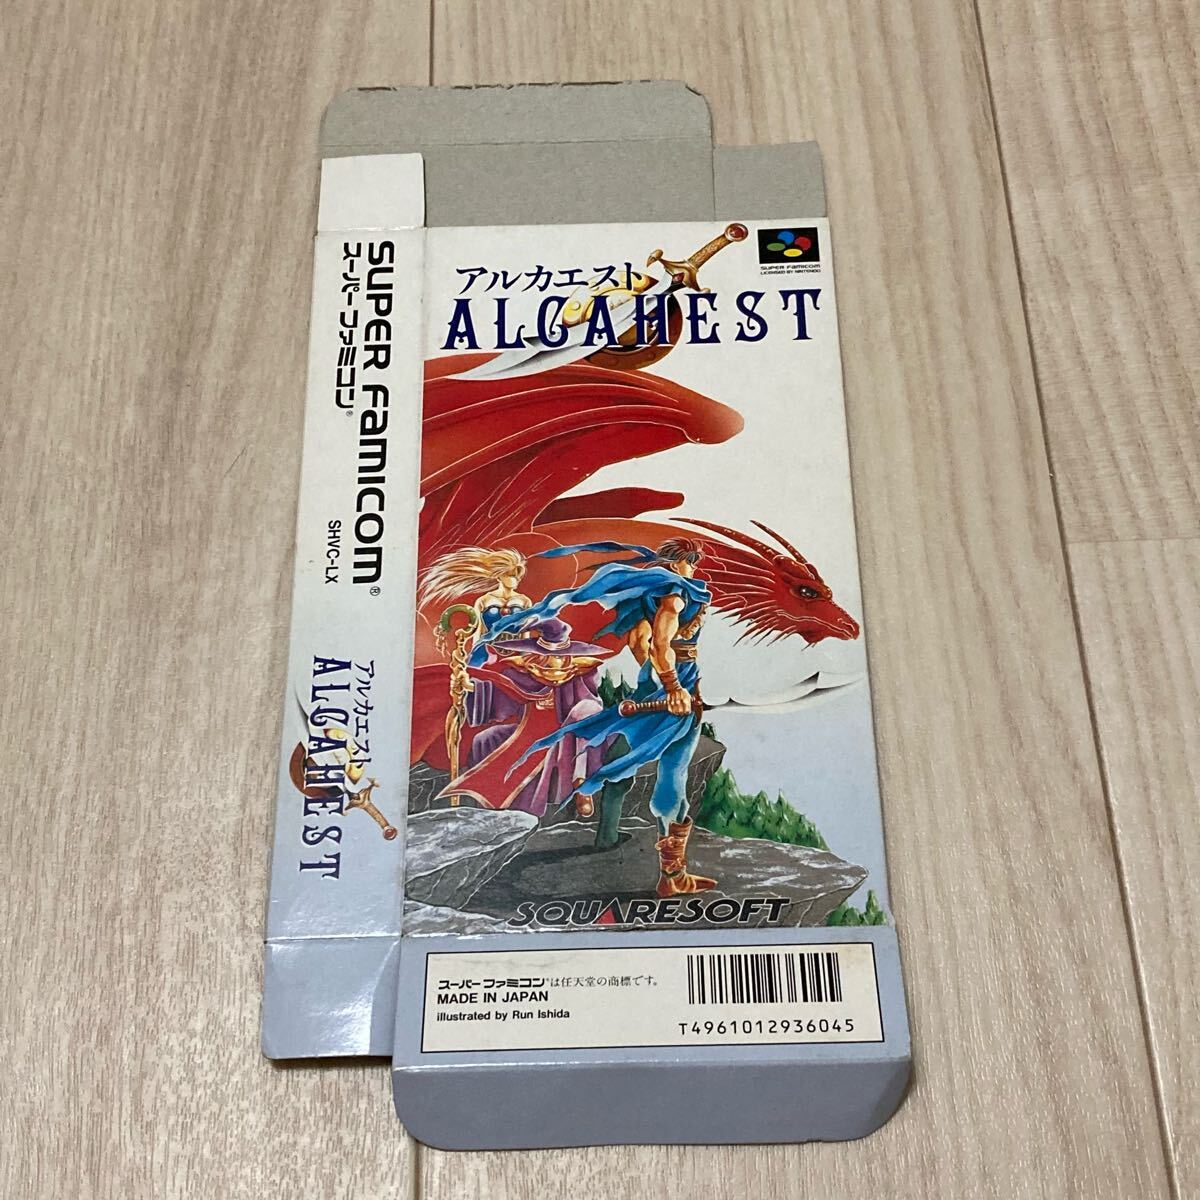 SUPER FAMICOM®
スーパーファミコン®
SHVC-LX
アルカエスト
ALCAHEST
アルカエスト
ALCAHEST
SUPER FAMICOM
LICENSED BY NINTENDO
SQUARESOFT
スーパーファミコン®は任天堂の商標です。
MADE IN JAPAN
illustrated by Run Ishida
T4961012936045